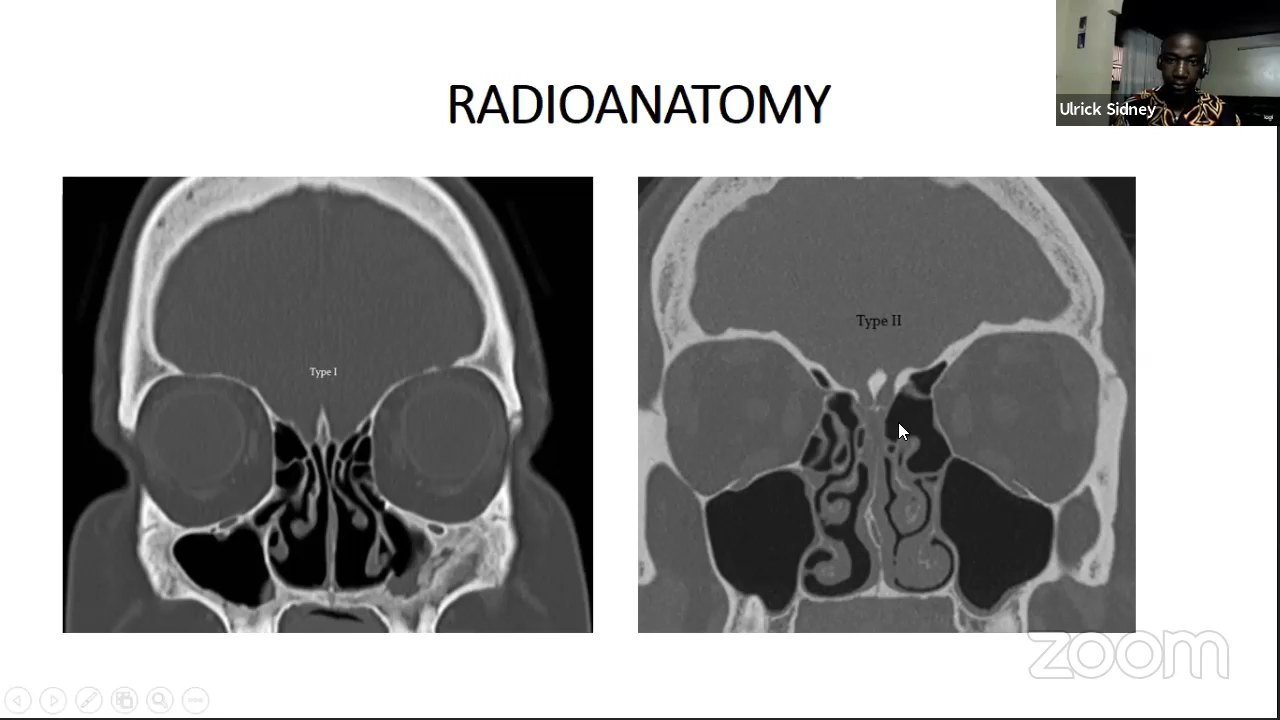 RADIOANATOMY
Ulrick Sidney
Type I
Type II
zoom